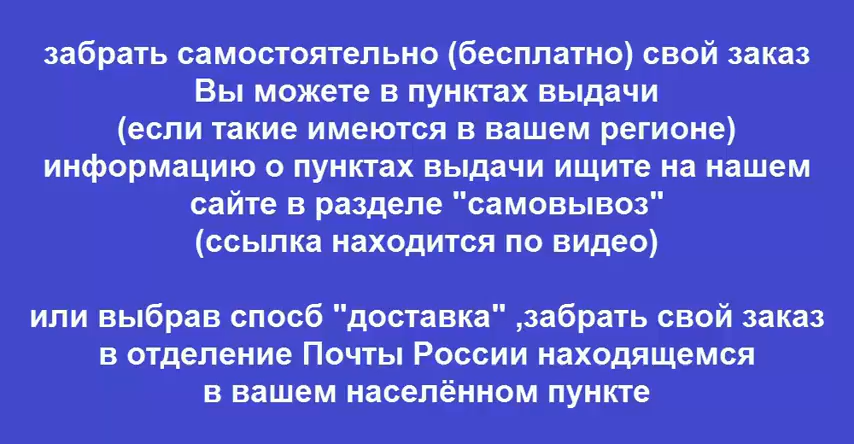 забрать самостоятельно (бесплатно) свой заказ
Вы можете в пунктах выдачи
(если такие имеются в вашем регионе)
информацию о пунктах выдачи ищите на нашем
сайте в разделе "самовывоз"
(ссылка находится по видео)
или выбрав спосб "доставка" ,забрать свой заказ
в отделение Почты России находящемся
в вашем населённом пункте